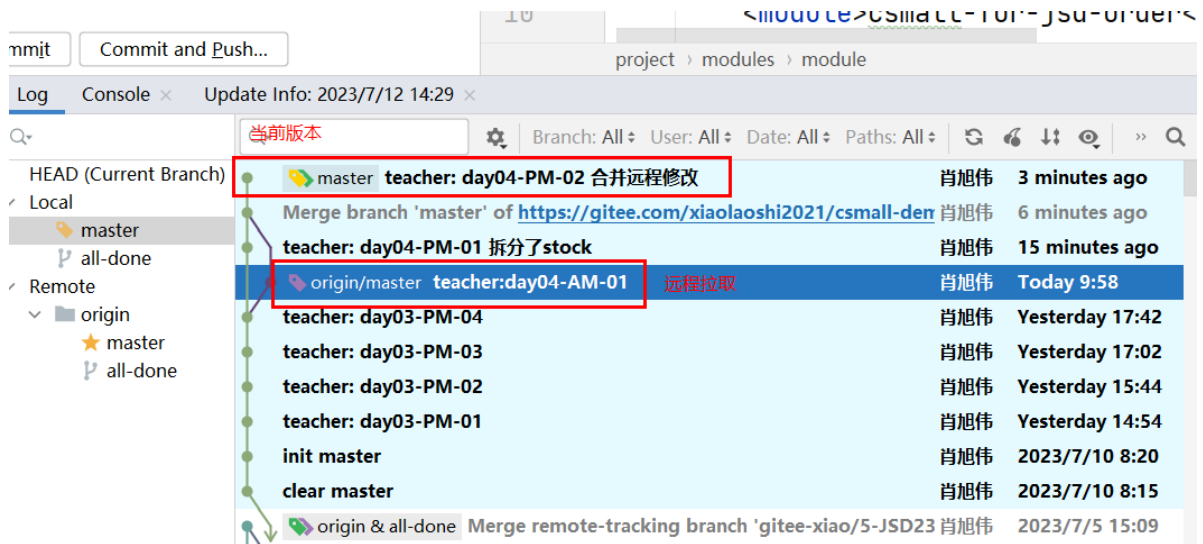 10 <module>csmall-for-jsd-order<
mmit Commit and Push...
project › modules › module
Log Console × Update Info: 2023/7/12 14:29 ×
当前版本 Branch: All User: All Date: All Paths: All
HEAD (Current Branch)
Local
master
all-done
Remote
origin
master
all-done
master teacher: day04-PM-02 合并远程修改 肖旭伟 3 minutes ago
Merge branch 'master' of https://gitee.com/xiaolaoshi2021/csmall-den 肖旭伟 6 minutes ago
teacher: day04-PM-01 拆分了stock 肖旭伟 15 minutes ago
origin/master teacher:day04-AM-01 远程拉取 肖旭伟 Today 9:58
teacher: day03-PM-04 肖旭伟 Yesterday 17:42
teacher: day03-PM-03 肖旭伟 Yesterday 17:02
teacher: day03-PM-02 肖旭伟 Yesterday 15:44
teacher: day03-PM-01 肖旭伟 Yesterday 14:54
init master 肖旭伟 2023/7/10 8:20
clear master 肖旭伟 2023/7/10 8:15
origin & all-done Merge remote-tracking branch 'gitee-xiao/5-JSD23 肖旭伟 2023/7/5 15:09